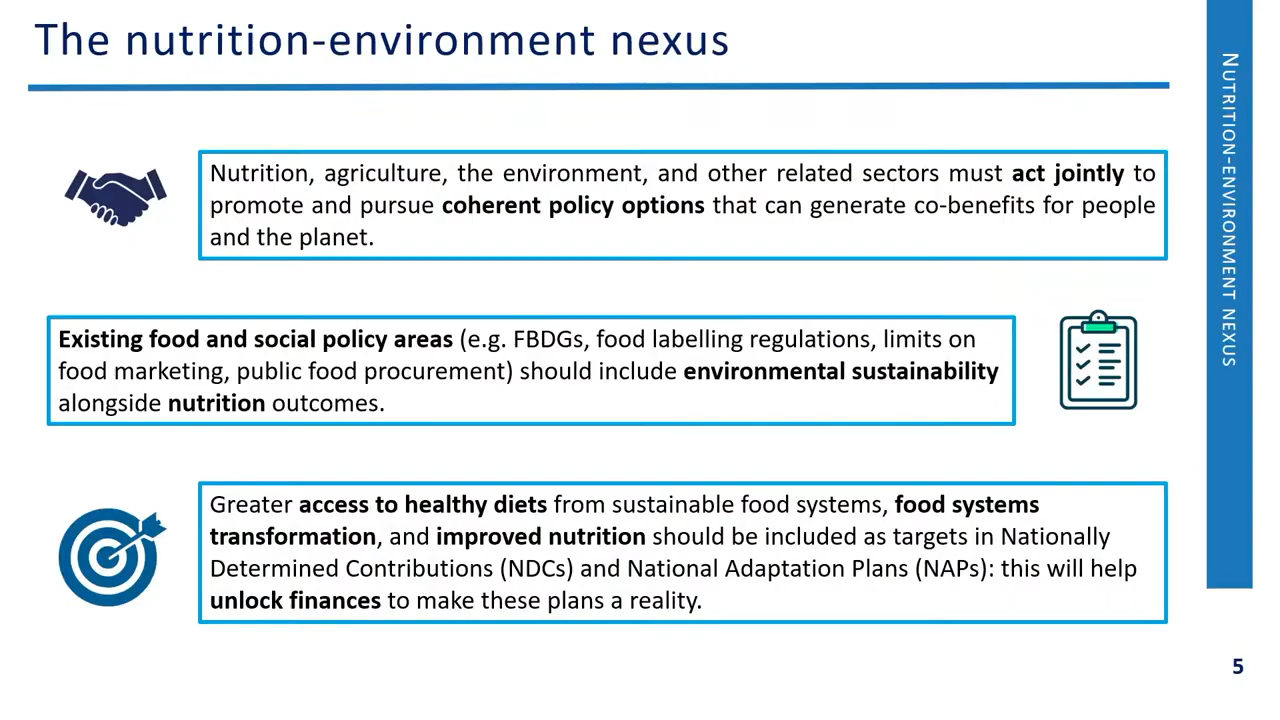 The nutrition-environment nexus
Nutrition, agriculture, the environment, and other related sectors must act jointly to
promote and pursue coherent policy options that can generate co-benefits for people
and the planet.
Existing food and social policy areas (e.g. FBDGs, food labelling regulations, limits on
food marketing, public food procurement) should include environmental sustainability
alongside nutrition outcomes.
Greater access to healthy diets from sustainable food systems, food systems
transformation, and improved nutrition should be included as targets in Nationally
Determined Contributions (NDCs) and National Adaptation Plans (NAPs): this will help
unlock finances to make these plans a reality.
NUTRITION-ENVIRONMENT NEXUS
5